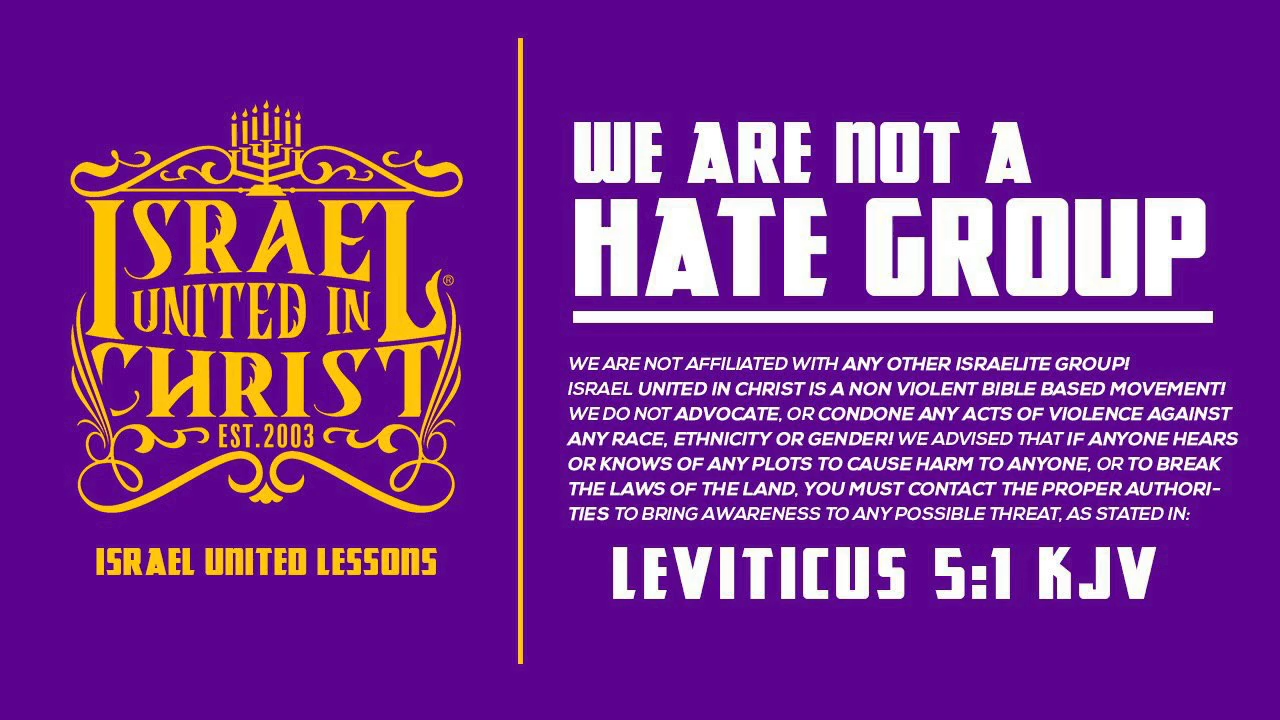 ISRAEL
UNITED IN
CHRIST
EST.2003
®
ISRAEL UNITED LESSONS
WE ARE NOT A
HATE GROUP
WE ARE NOT AFFILIATED WITH ANY OTHER ISRAELITE GROUP!
ISRAEL UNITED IN CHRIST IS A NON VIOLENT BIBLE BASED MOVEMENT!
WE DO NOT ADVOCATE, OR CONDONE ANY ACTS OF VIOLENCE AGAINST
ANY RACE, ETHNICITY OR GENDER! WE ADVISED THAT IF ANYONE HEARS
OR KNOWS OF ANY PLOTS TO CAUSE HARM TO ANYONE, OR TO BREAK
THE LAWS OF THE LAND, YOU MUST CONTACT THE PROPER AUTHORI-
TIES TO BRING AWARENESS TO ANY POSSIBLE THREAT, AS STATED IN:
LEVITICUS 5:1 KJV